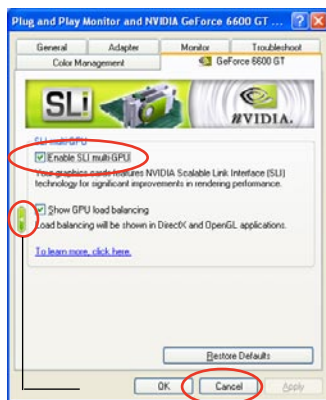 Plug and Play Monitor and NVIDIA GeForce 6600 GT ...
General Adapter Monitor Troubleshoot
Color Management GeForce 6600 GT
SLI NVIDIA.
SLI multi-GPU
Enable SLI multi-GPU
Your graphics cards features NVIDIA Scalable Link Interface (SLI)
technology for significant improvements in rendering performance.
Show GPU load balancing
Load balancing will be shown in DirectX and OpenGL applications.
To learn more, click here.
Restore Defaults
OK Cancel Apply